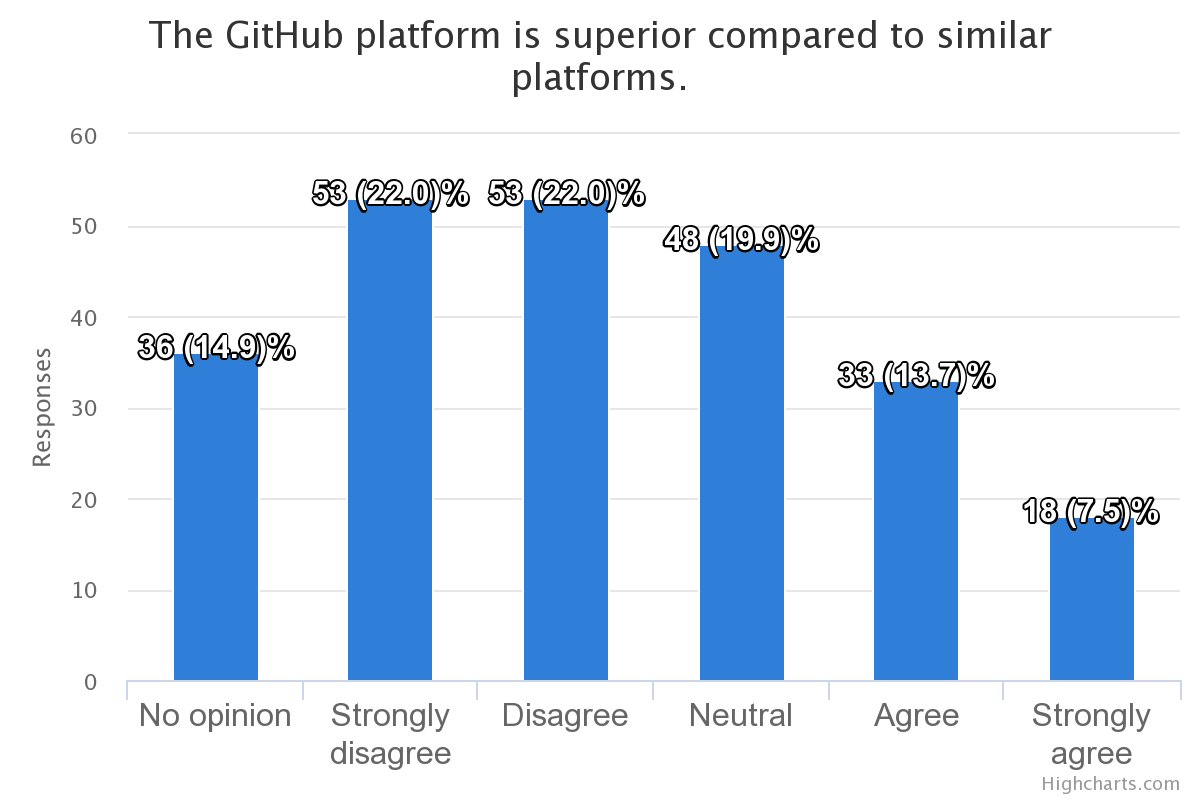 The GitHub platform is superior compared to similar
platforms.
60
50
40
30
20
10
0
Responses
36 (14.9)%
53 (22.0)%
53 (22.0)%
48 (19.9)%
33 (13.7)%
18 (7.5)%
No opinion
Strongly
disagree
Disagree
Neutral
Agree
Strongly
agree
Highcharts.com